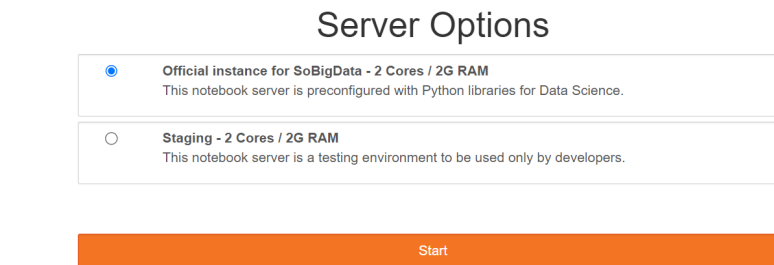 Server Options
Official instance for SoBigData - 2 Cores / 2G RAM
This notebook server is preconfigured with Python libraries for Data Science.
Staging - 2 Cores / 2G RAM
This notebook server is a testing environment to be used only by developers.
Start